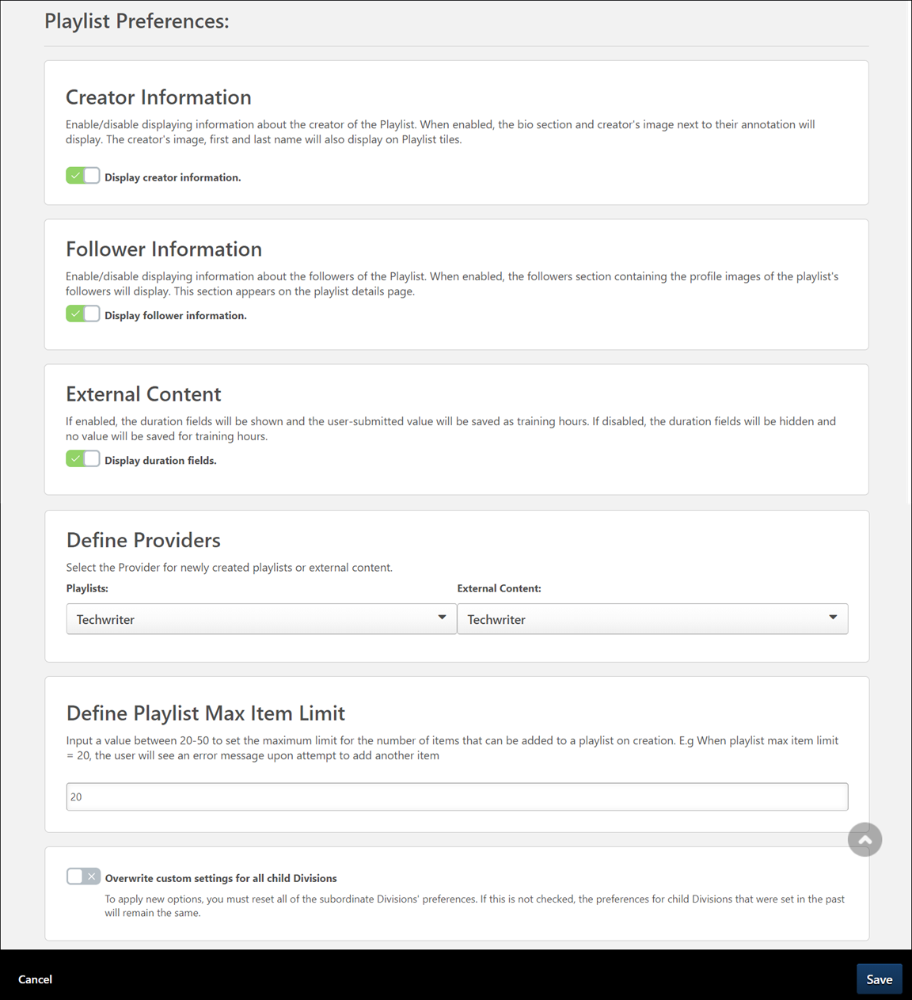 Playlist Preferences:
Creator Information
Enable/disable displaying information about the creator of the Playlist. When enabled, the bio section and creator's image next to their annotation will
display. The creator's image, first and last name will also display on Playlist tiles.
Display creator information.
Follower Information
Enable/disable displaying information about the followers of the Playlist. When enabled, the followers section containing the profile images of the playlist's
followers will display. This section appears on the playlist details page.
Display follower information.
External Content
If enabled, the duration fields will be shown and the user-submitted value will be saved as training hours. If disabled, the duration fields will be hidden and
no value will be saved for training hours.
Display duration fields.
Define Providers
Select the Provider for newly created playlists or external content.
Playlists: External Content:
Techwriter Techwriter
Define Playlist Max Item Limit
Input a value between 20-50 to set the maximum limit for the number of items that can be added to a playlist on creation. E.g When playlist max item limit
= 20, the user will see an error message upon attempt to add another item
20
Overwrite custom settings for all child Divisions
To apply new options, you must reset all of the subordinate Divisions' preferences. If this is not checked, the preferences for child Divisions that were set in the past
will remain the same.
Cancel Save